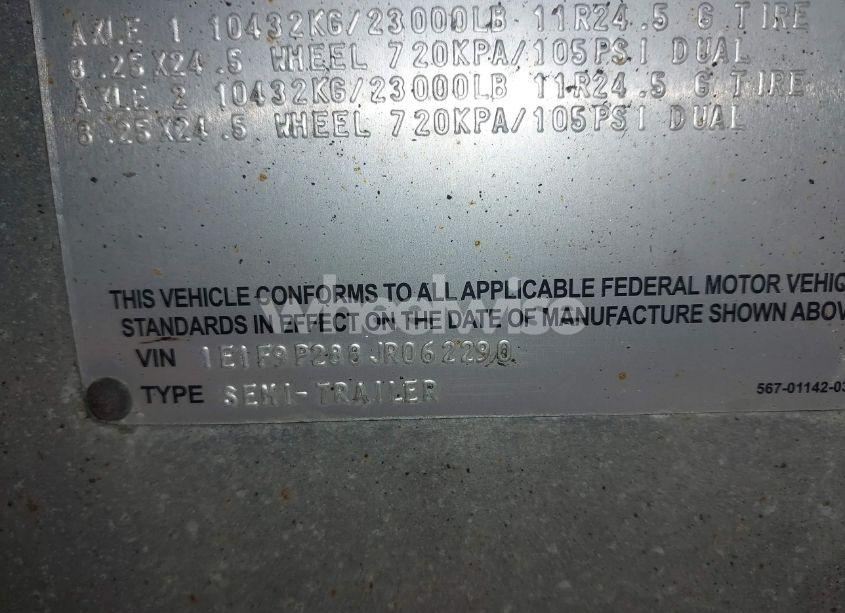 AXLE 1 10432KG/23000LB 11R24.5 G TIRE
8.25X24.5 WHEEL 720KPA/105PSI DUAL
AXLE 2 10432KG/23000LB 11R24.5 G TIRE
8.25X24.5 WHEEL 720KPA/105PSI DUAL
THIS VEHICLE CONFORMS TO ALL APPLICABLE FEDERAL MOTOR VEHIC
STANDARDS IN EFFECT ON THE DATE OF MANUFACTURE SHOWN ABOV
VIN 1E1F9P288JR062290
TYPE SEMI-TRAILER
567-01142-03